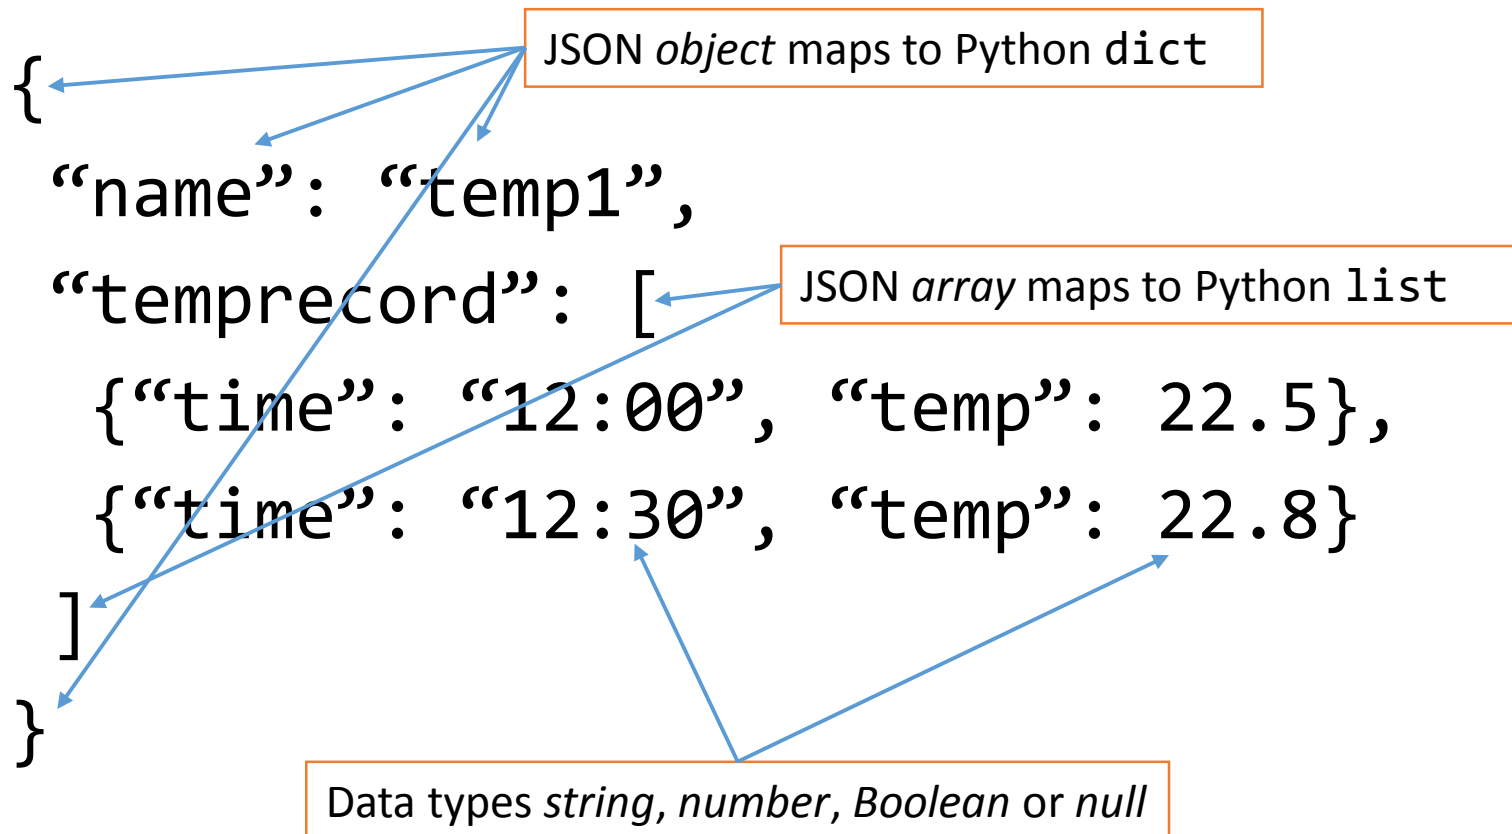 JSON object maps to Python dict
{
“name”: “temp1”,
“temprecord”: [
JSON array maps to Python list
{“time”: “12:00”, “temp”: 22.5},
{“time”: “12:30”, “temp”: 22.8}
]
}
Data types string, number, Boolean or null